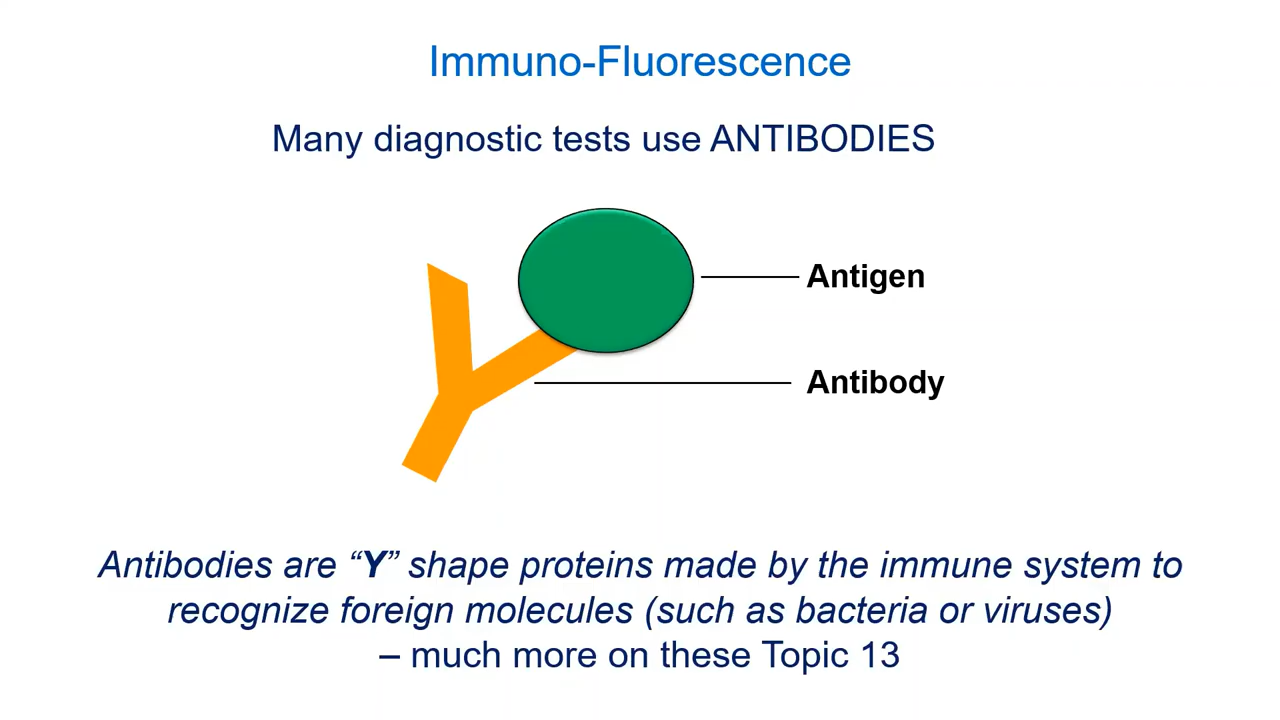 Immuno-Fluorescence
Many diagnostic tests use ANTIBODIES
Antigen
Antibody
Antibodies are “Y” shape proteins made by the immune system to
recognize foreign molecules (such as bacteria or viruses)
– much more on these Topic 13